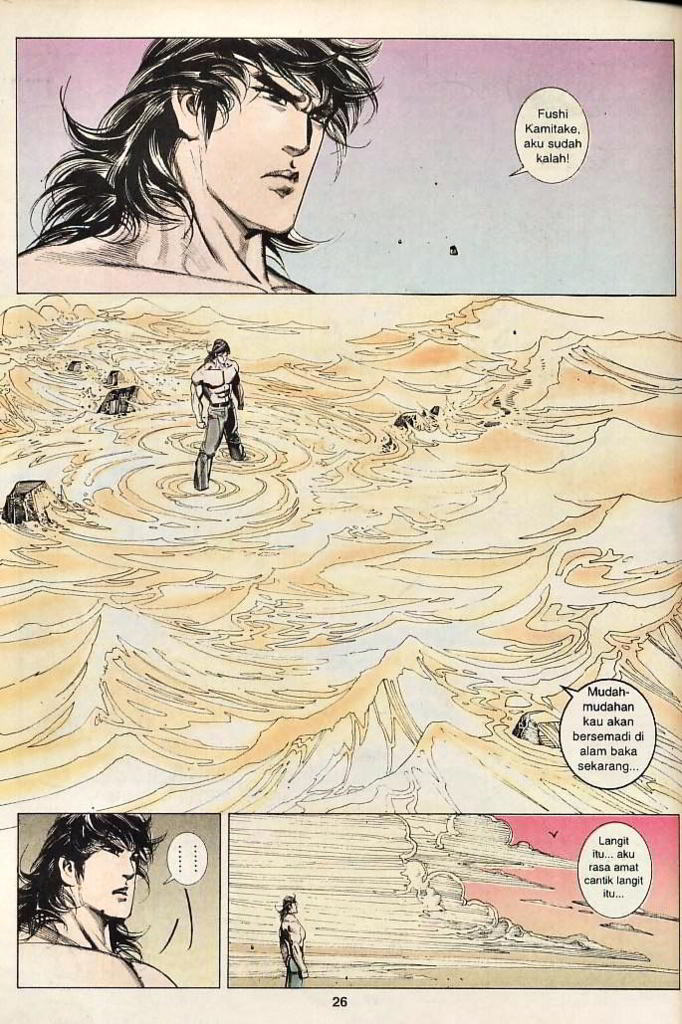 Fushi
Kamitake,
aku sudah
kalah!
Mudah-
mudahan
kau akan
bersemadi di
alam baka
sekarang...
Langit
itu... aku
rasa amat
cantik langit
itu...
26